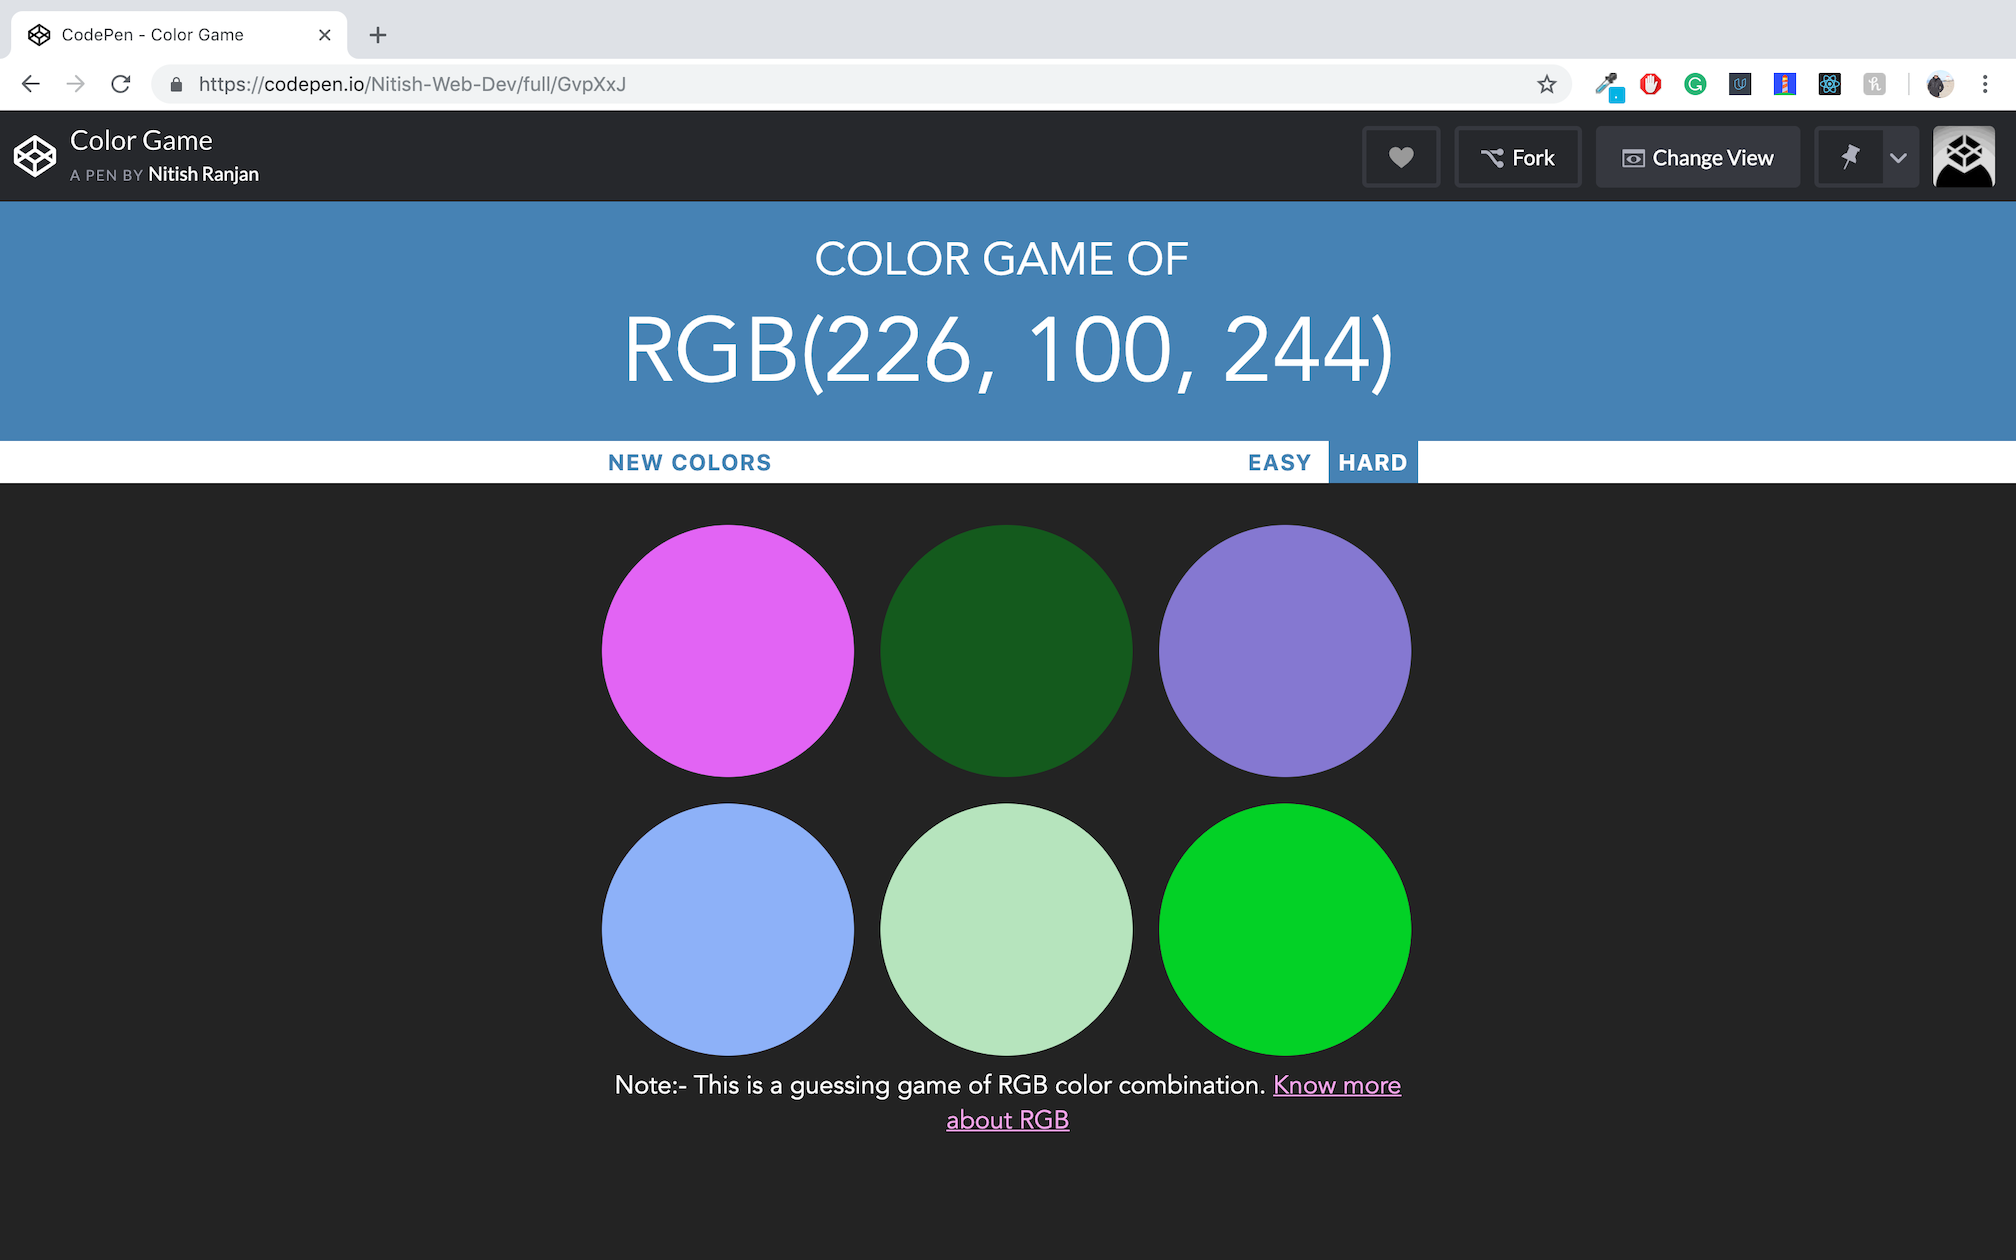 CodePen - Color Game
https://codepen.io/Nitish-Web-Dev/full/GvpXxJ
Color Game
A PEN BY Nitish Ranjan
Fork
Change View
COLOR GAME OF
RGB(226, 100, 244)
NEW COLORS
EASY
HARD
Note:- This is a guessing game of RGB color combination. Know more
about RGB